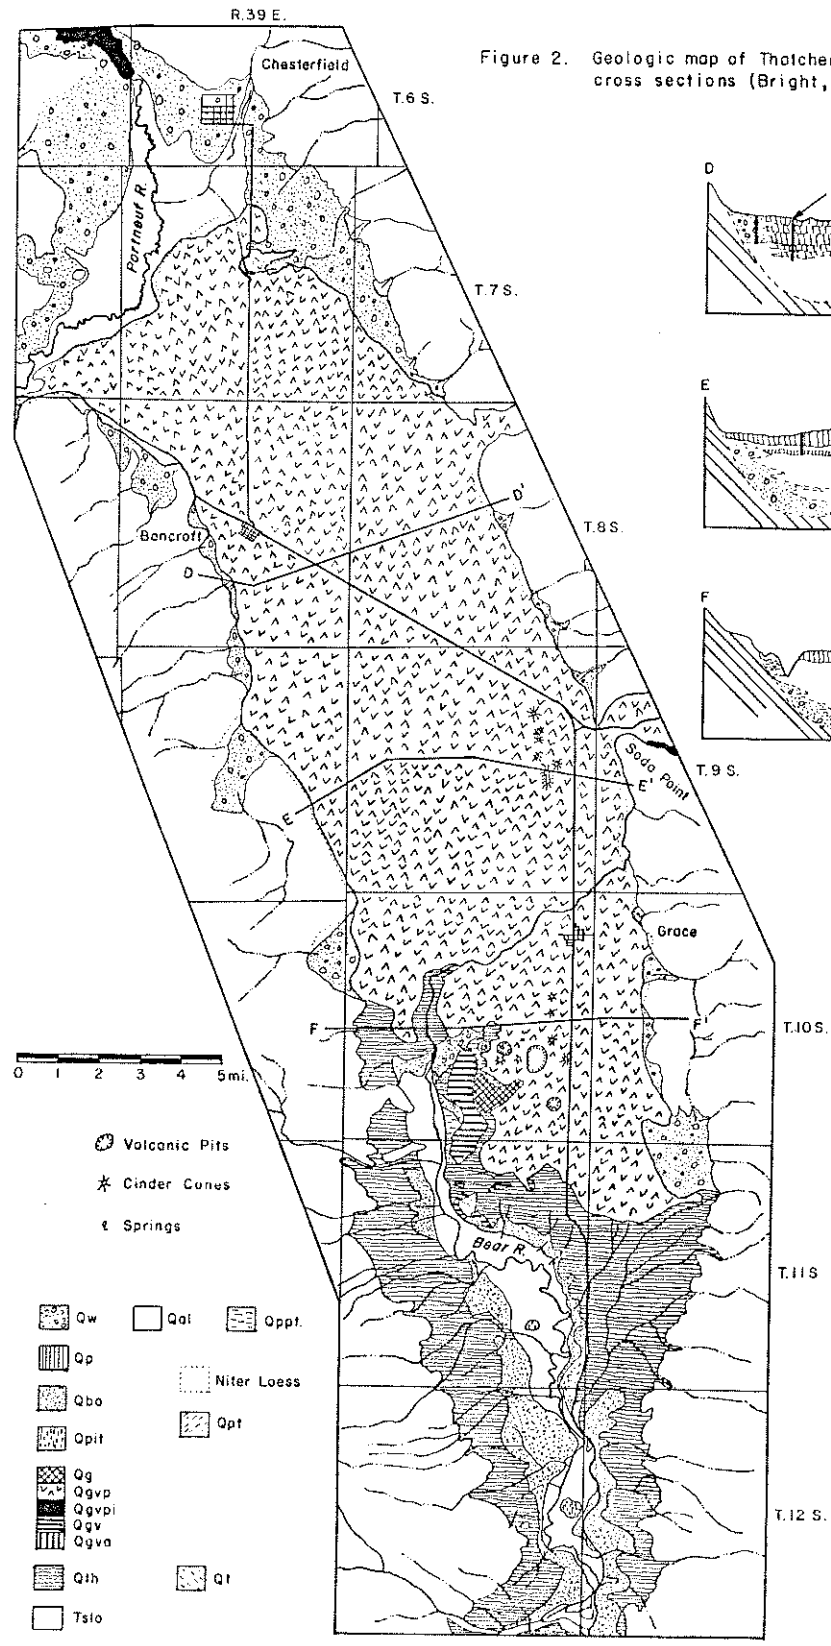 R.39 E.
Figure 2. Geologic map of Thatcher
cross sections (Bright,
Chesterfield
T.6 S.
Portneuf R.
D
T.7 S.
E
D'
T.8 S.
Bancroft
D
F
Soda Point
T.9 S.
E'
E
Grace
F
F'
T.10 S.
0 1 2 3 4 5 mi.
Volcanic Pits
Cinder Cones
Springs
Bear R.
T.11 S
Qw
Qal
Qppt.
Qp
Niter Loess
Qbo
Qpt
Qpit
Qg
Qgvp
Qgvpi
Qgv
Qgva
T.12 S.
Qth
Qt
Tslo